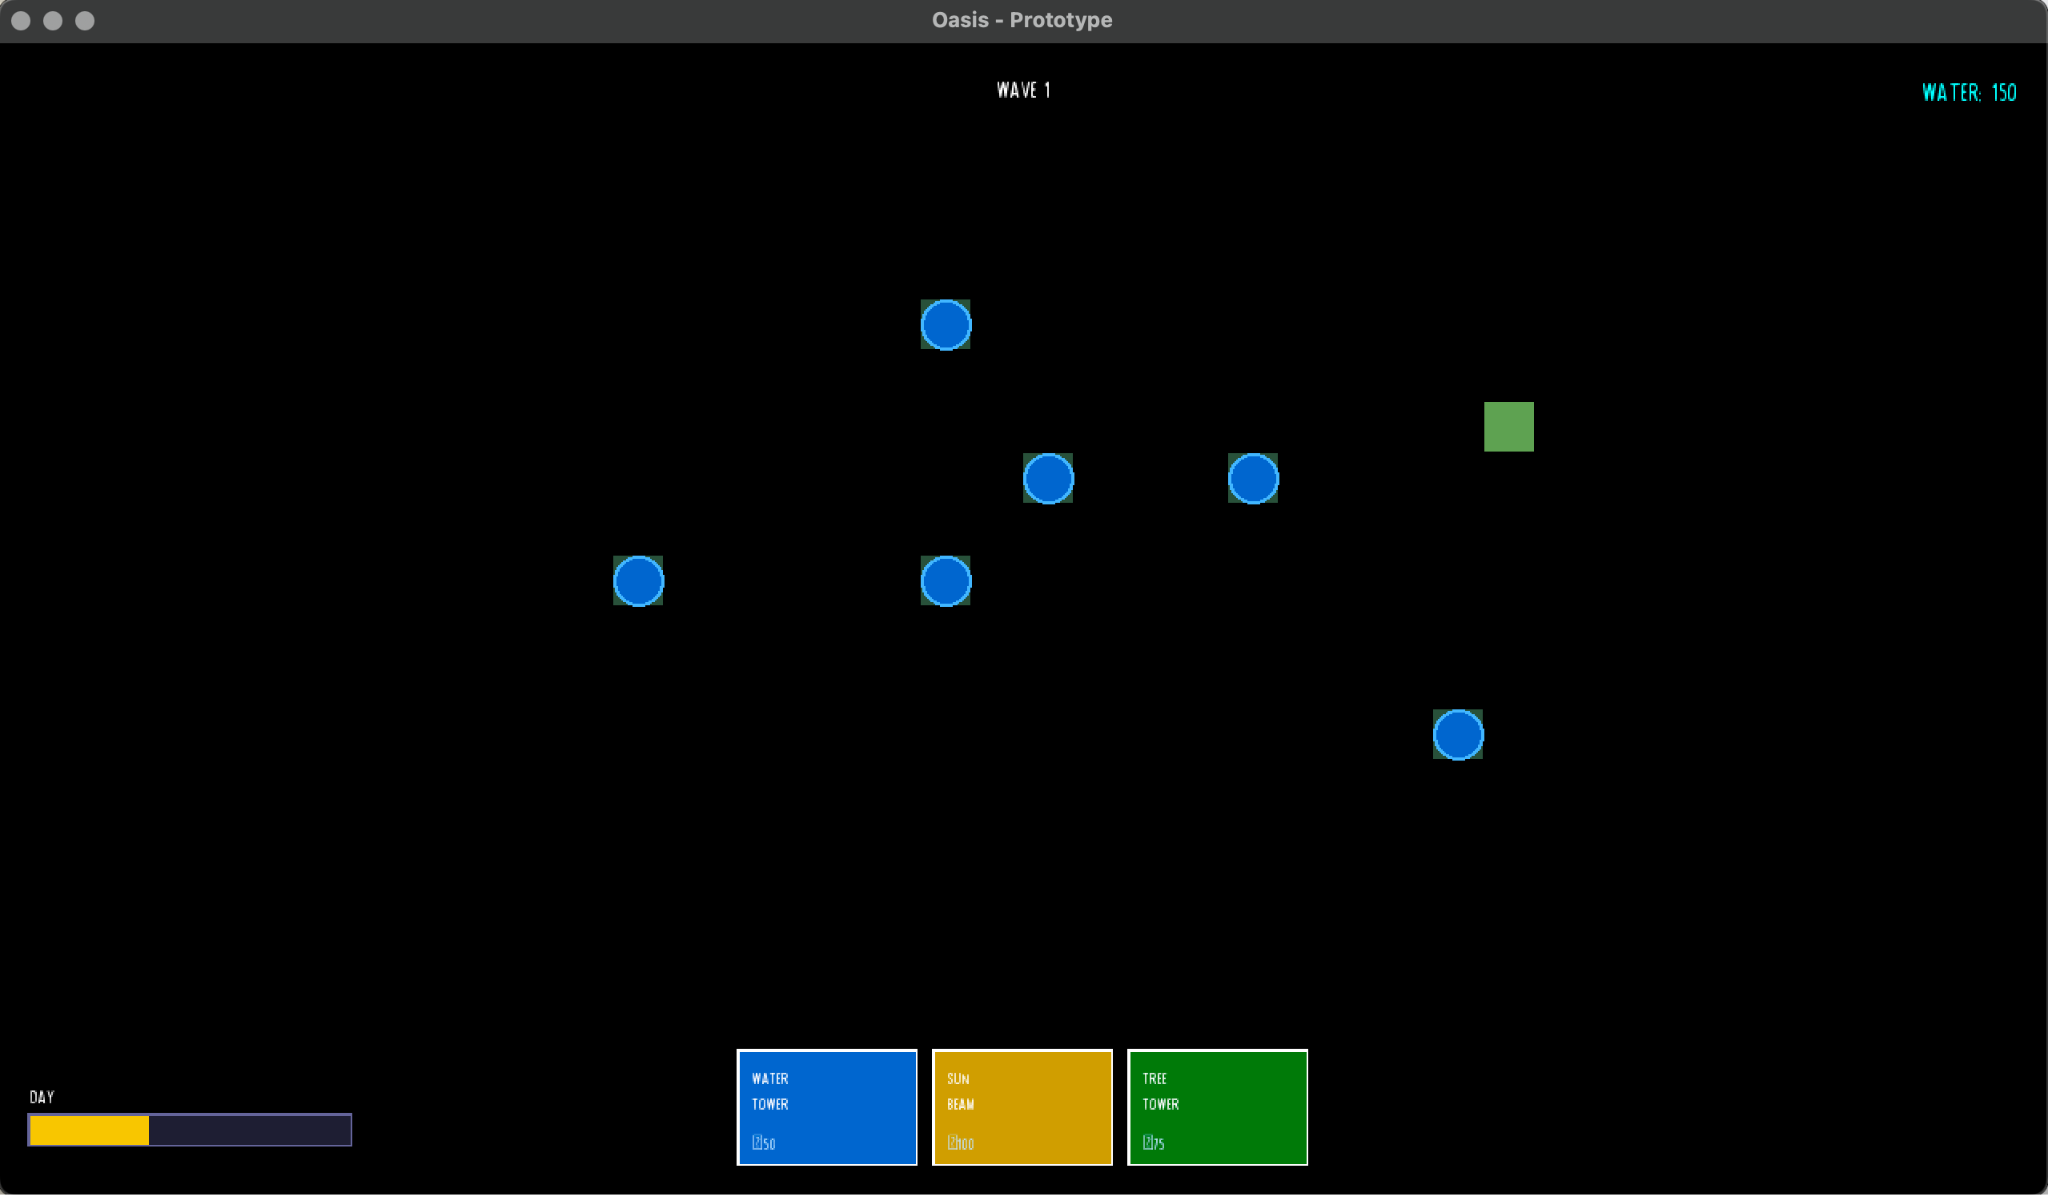 Oasis - Prototype
WAVE 1
WATER: 150
DAY
WATER
TOWER
50
SUN
BEAM
100
TREE
TOWER
75